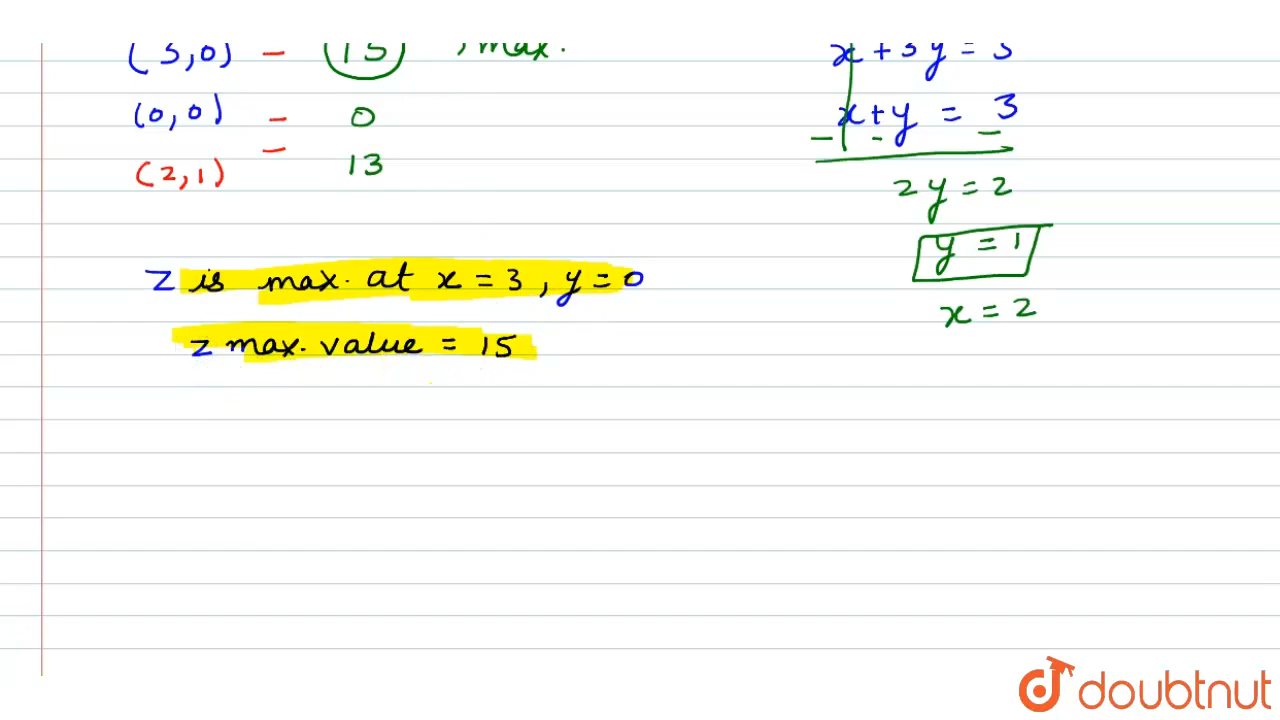 (3,0) - 15 , max.
(0,0) - 0
(2,1) - 13
z is max. at x = 3, y = 0
z max. value = 15
x + 3y = 5
x + y = 3
- - -
2y = 2
y = 1
x = 2
doubtnut